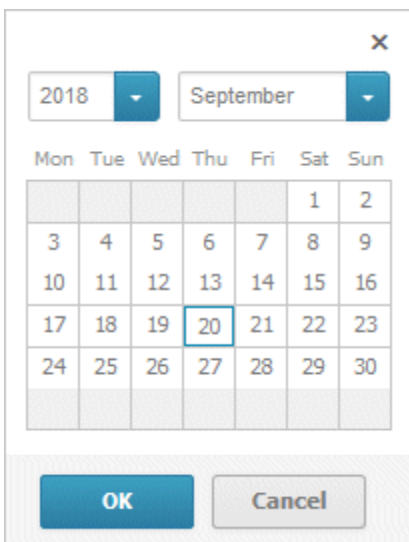 ×
2018 September
Mon Tue Wed Thu Fri Sat Sun
1 2
3 4 5 6 7 8 9
10 11 12 13 14 15 16
17 18 19 20 21 22 23
24 25 26 27 28 29 30
OK Cancel